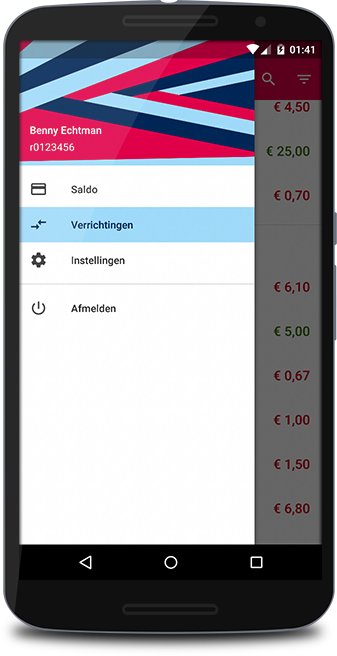 01:41
Benny Echtman
r0123456
Saldo
Verrichtingen
Instellingen
Afmelden
€ 4,50
€ 25,00
€ 0,70
€ 6,10
€ 5,00
€ 0,67
€ 1,00
€ 1,50
€ 6,80